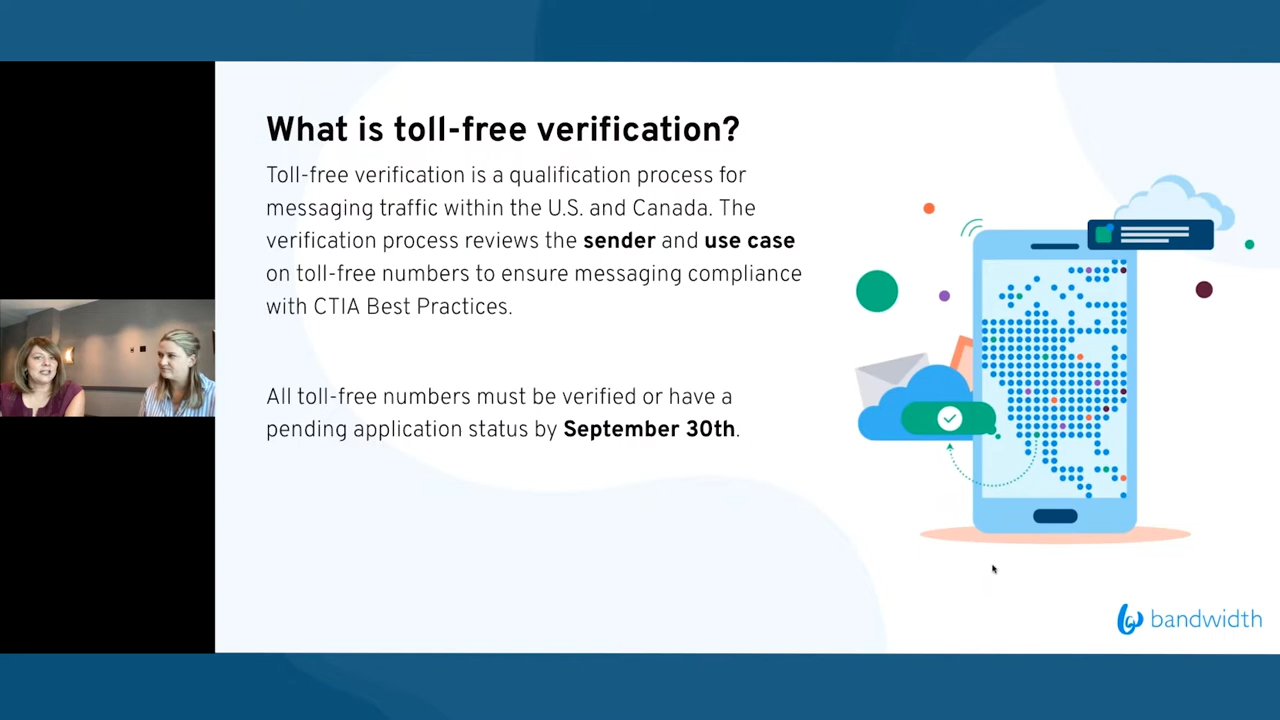 What is toll-free verification?
Toll-free verification is a qualification process for
messaging traffic within the U.S. and Canada. The
verification process reviews the sender and use case
on toll-free numbers to ensure messaging compliance
with CTIA Best Practices.
All toll-free numbers must be verified or have a
pending application status by September 30th.
bandwidth